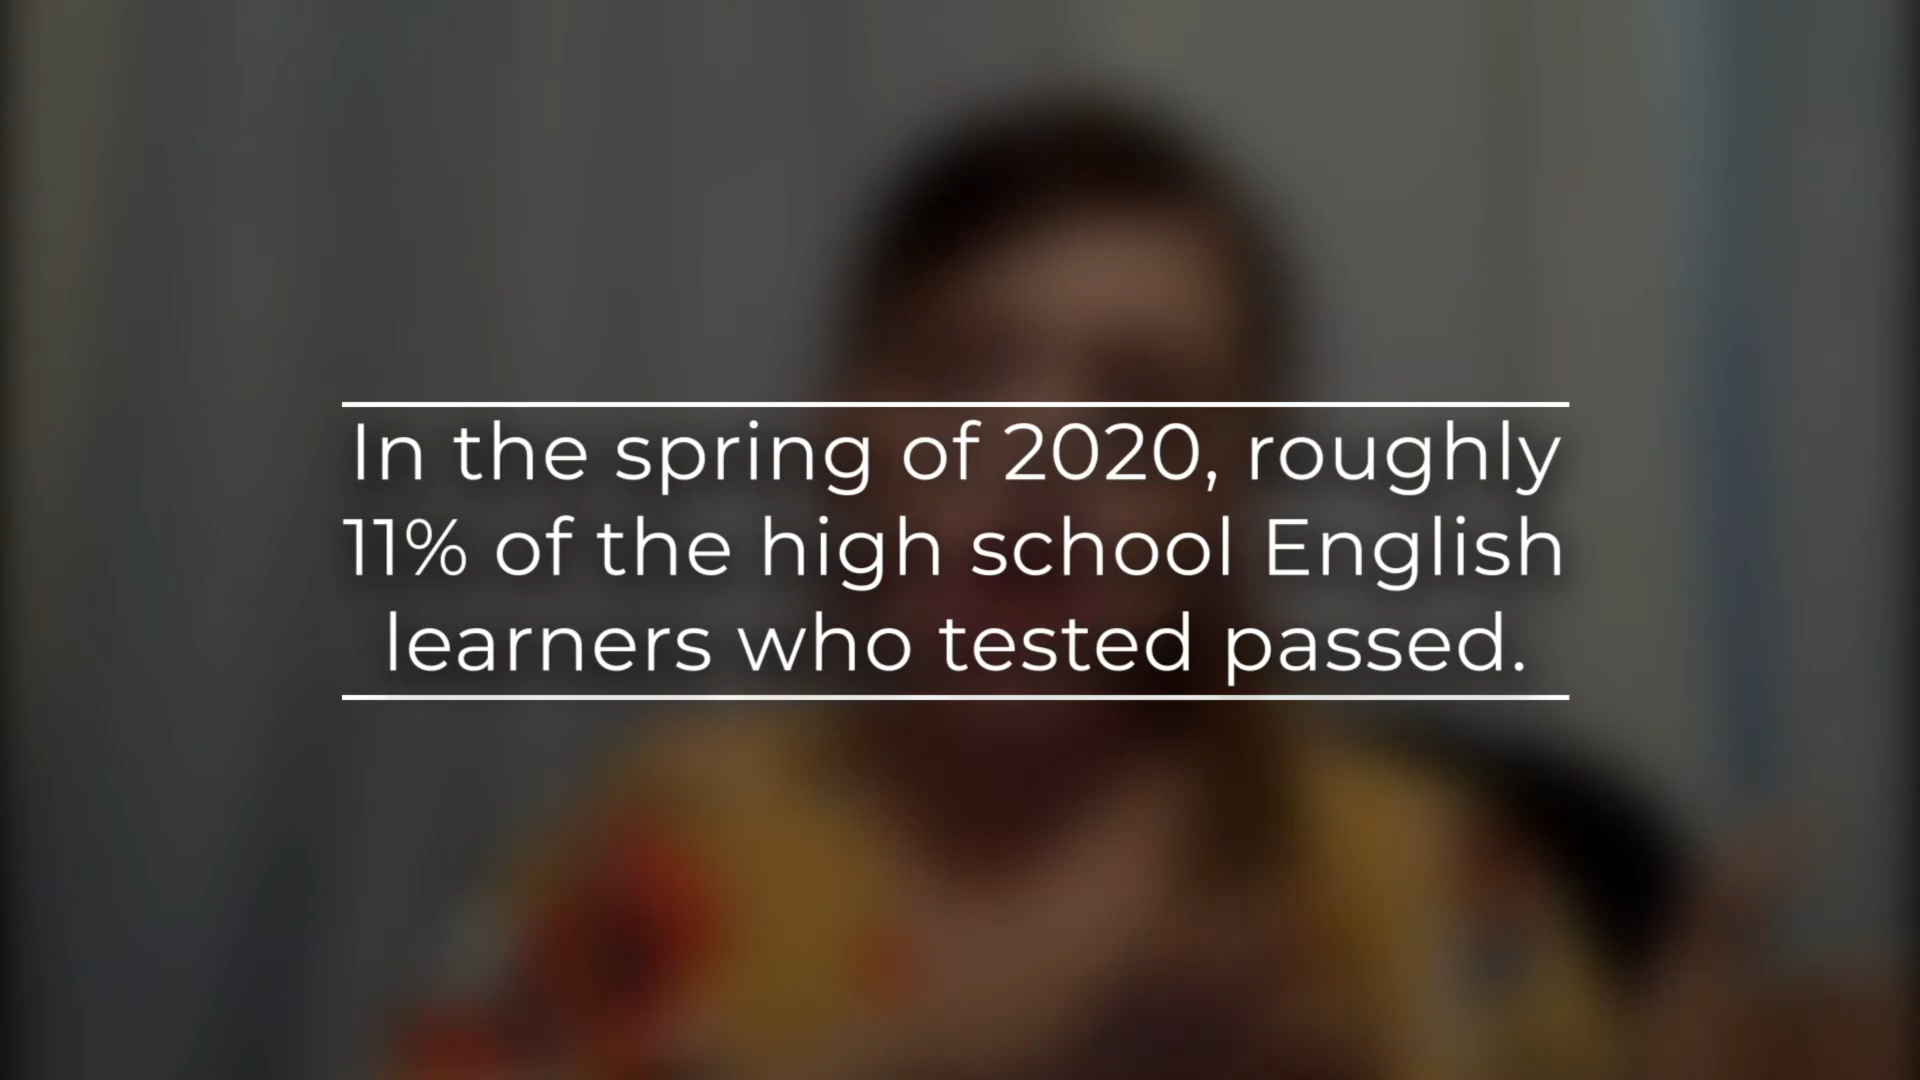 In the spring of 2020, roughly
11% of the high school English
learners who tested passed.